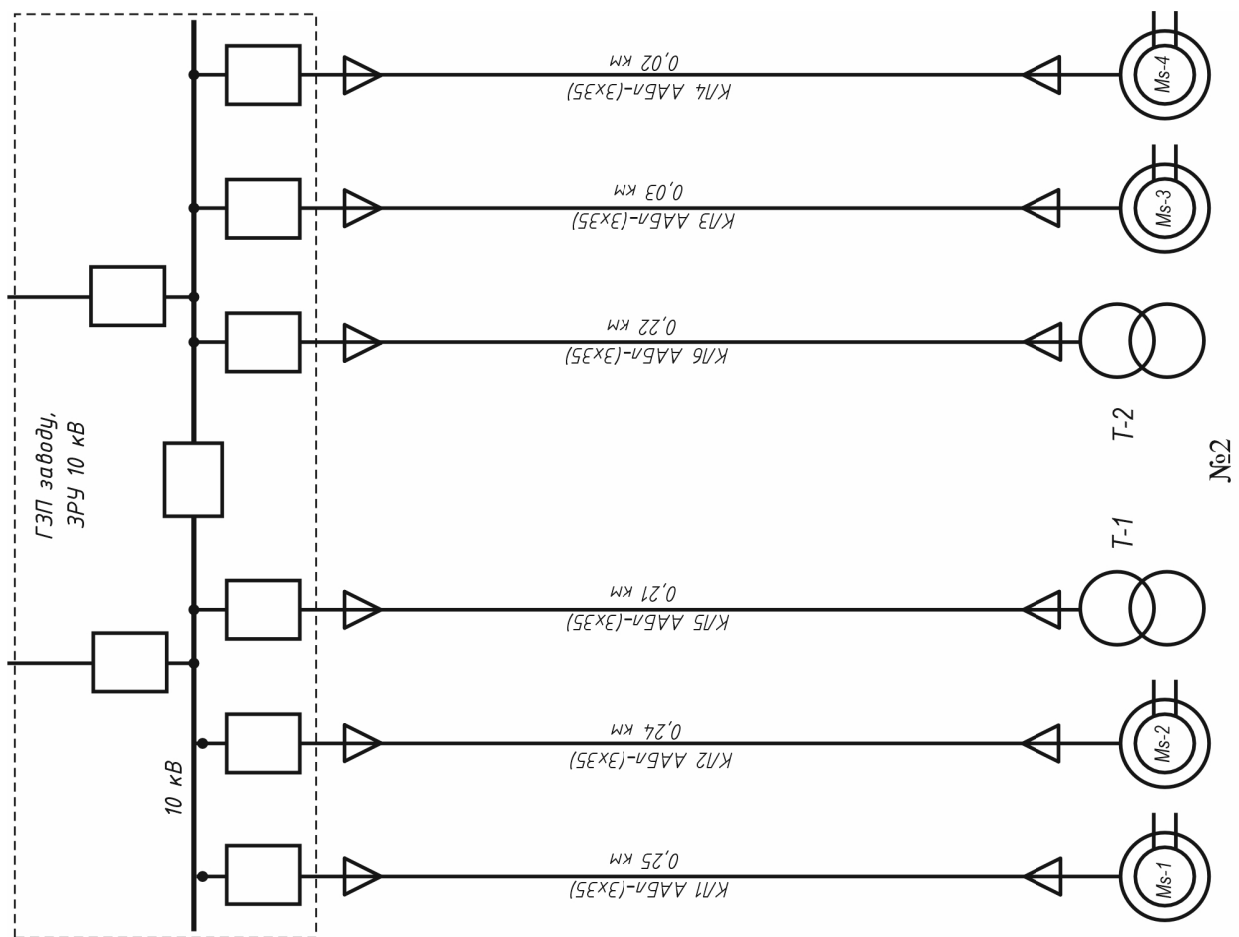 ГЗП заводу,
ЗРУ 10 кВ
10 кВ
КЛ1 ААБл-(3х35)
0,25 км
Ms-1
КЛ2 ААБл-(3х35)
0,24 км
Ms-2
КЛ5 ААБл-(3х35)
0,21 км
Т-1
КЛ6 ААБл-(3х35)
0,22 км
Т-2
КЛ3 ААБл-(3х35)
0,03 км
Ms-3
КЛ4 ААБл-(3х35)
0,02 км
Ms-4
№2